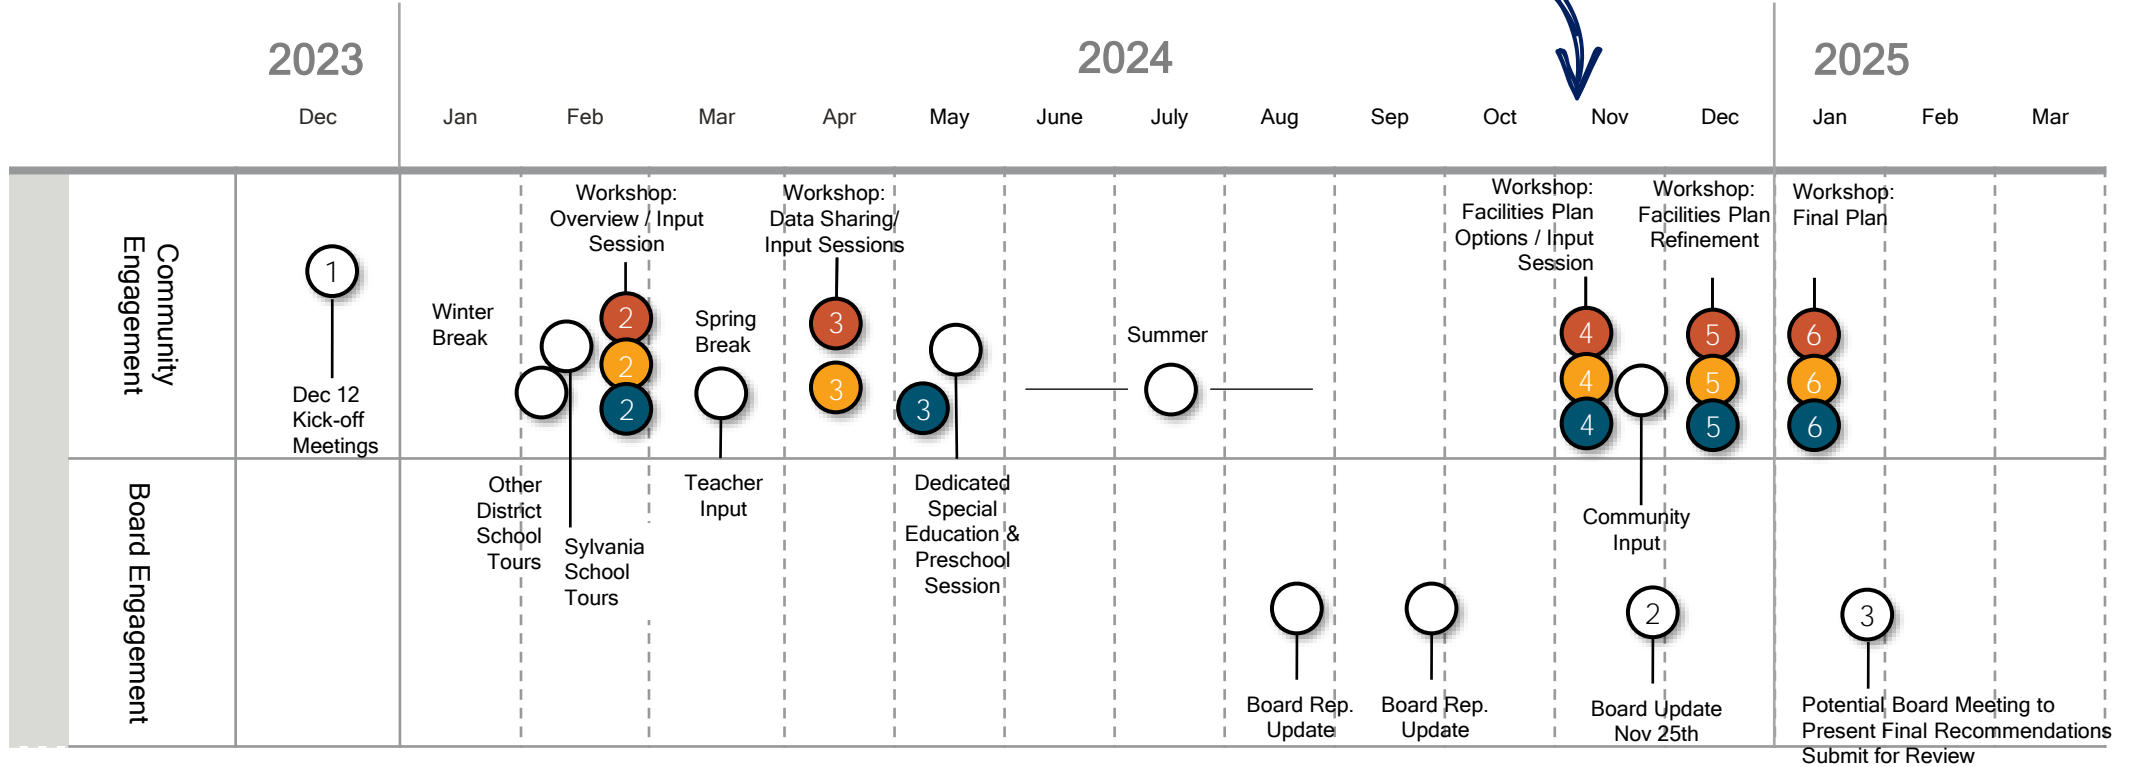 2023
2024
2025
Dec
Jan
Feb
Mar
Apr
May
June
July
Aug
Sep
Oct
Nov
Dec
Jan
Feb
Mar
Community
Engagement
1
Dec 12
Kick-off
Meetings
Winter
Break
Workshop:
Overview / Input
Session
2
2
2
Spring
Break
Workshop:
Data Sharing/
Input Sessions
3
3
3
Summer
Workshop:
Facilities Plan
Options / Input
Session
4
4
4
Workshop:
Facilities Plan
Refinement
5
5
5
Workshop:
Final Plan
6
6
6
Board Engagement
Other
District
School
Tours
Sylvania
School
Tours
Teacher
Input
Dedicated
Special
Education &
Preschool
Session
Community
Input
Board Rep.
Update
Board Rep.
Update
2
Board Update
Nov 25th
3
Potential Board Meeting to
Present Final Recommendations
Submit for Review